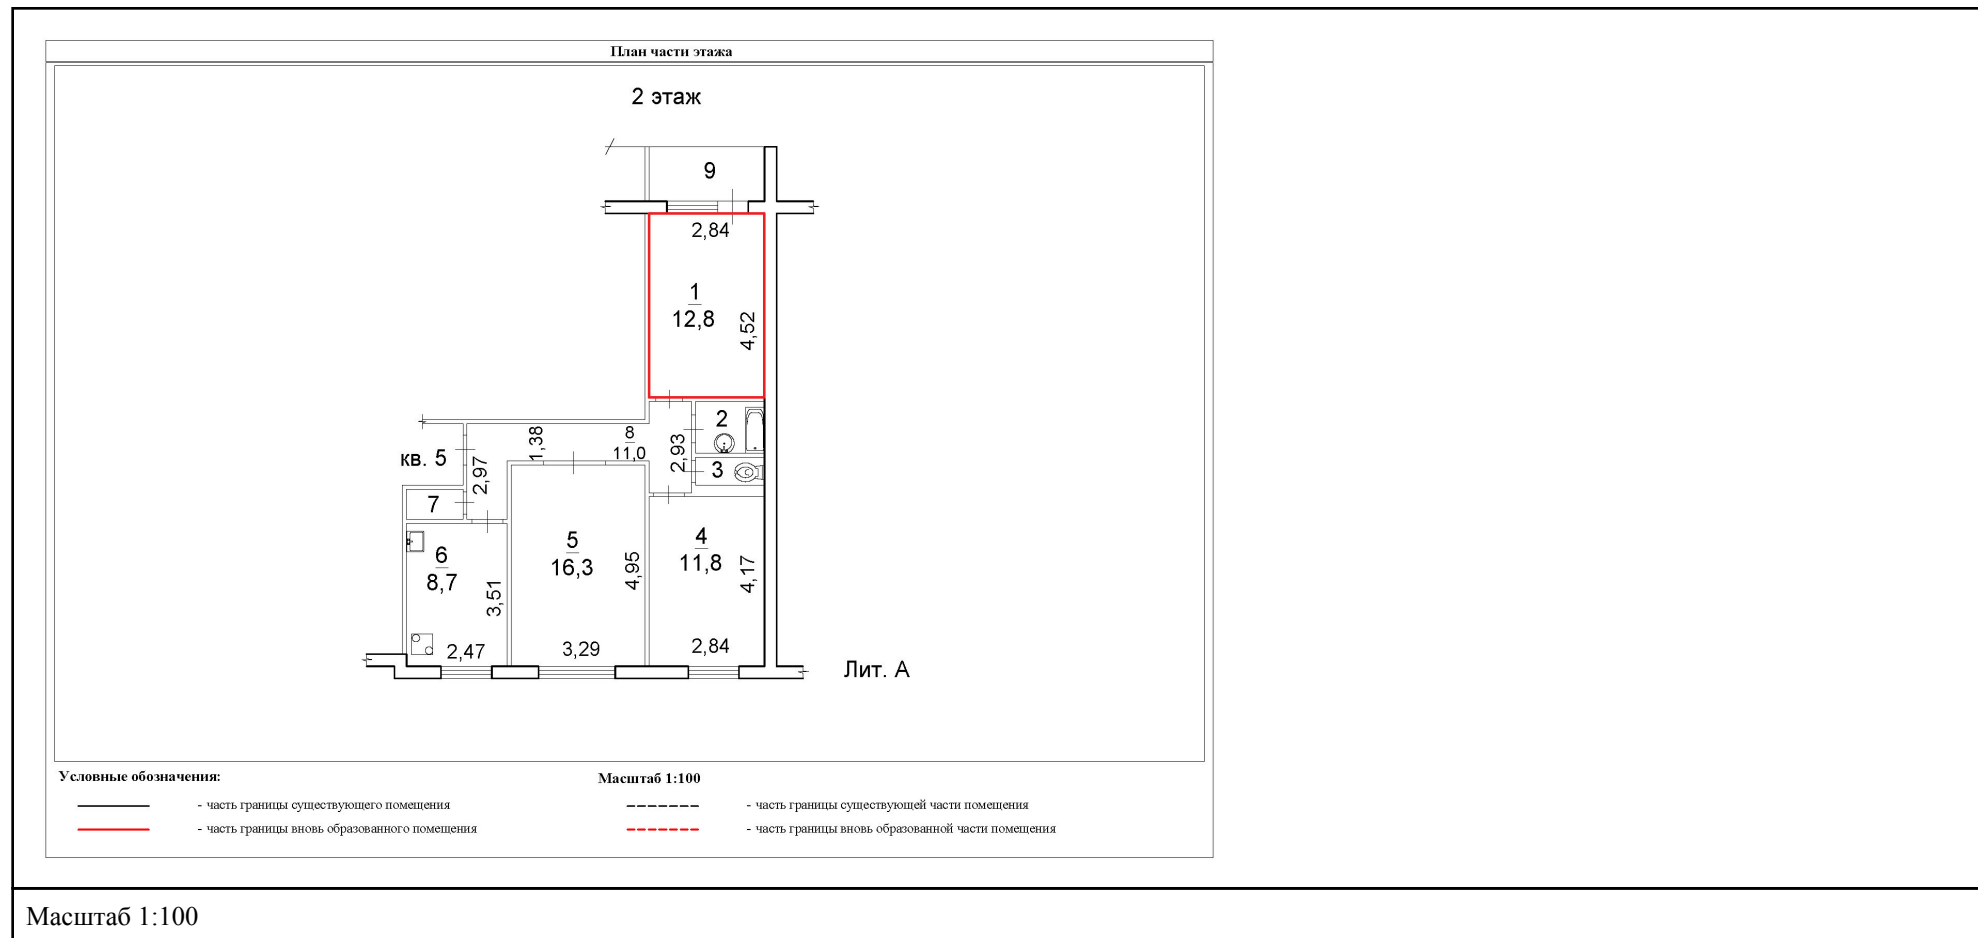 План части этажа
2 этаж
9
2,84
1
12,8
4,52
2
8
11,0
1,38
2,93
кв. 5
2,97
3
7
6
8,7
3,51
2,47
5
16,3
4,95
3,29
4
11,8
4,17
2,84
Лит. А
Условные обозначения:
Масштаб 1:100
- часть границы существующего помещения
- часть границы существующей части помещения
- часть границы вновь образованного помещения
- часть границы вновь образованной части помещения
Масштаб 1:100